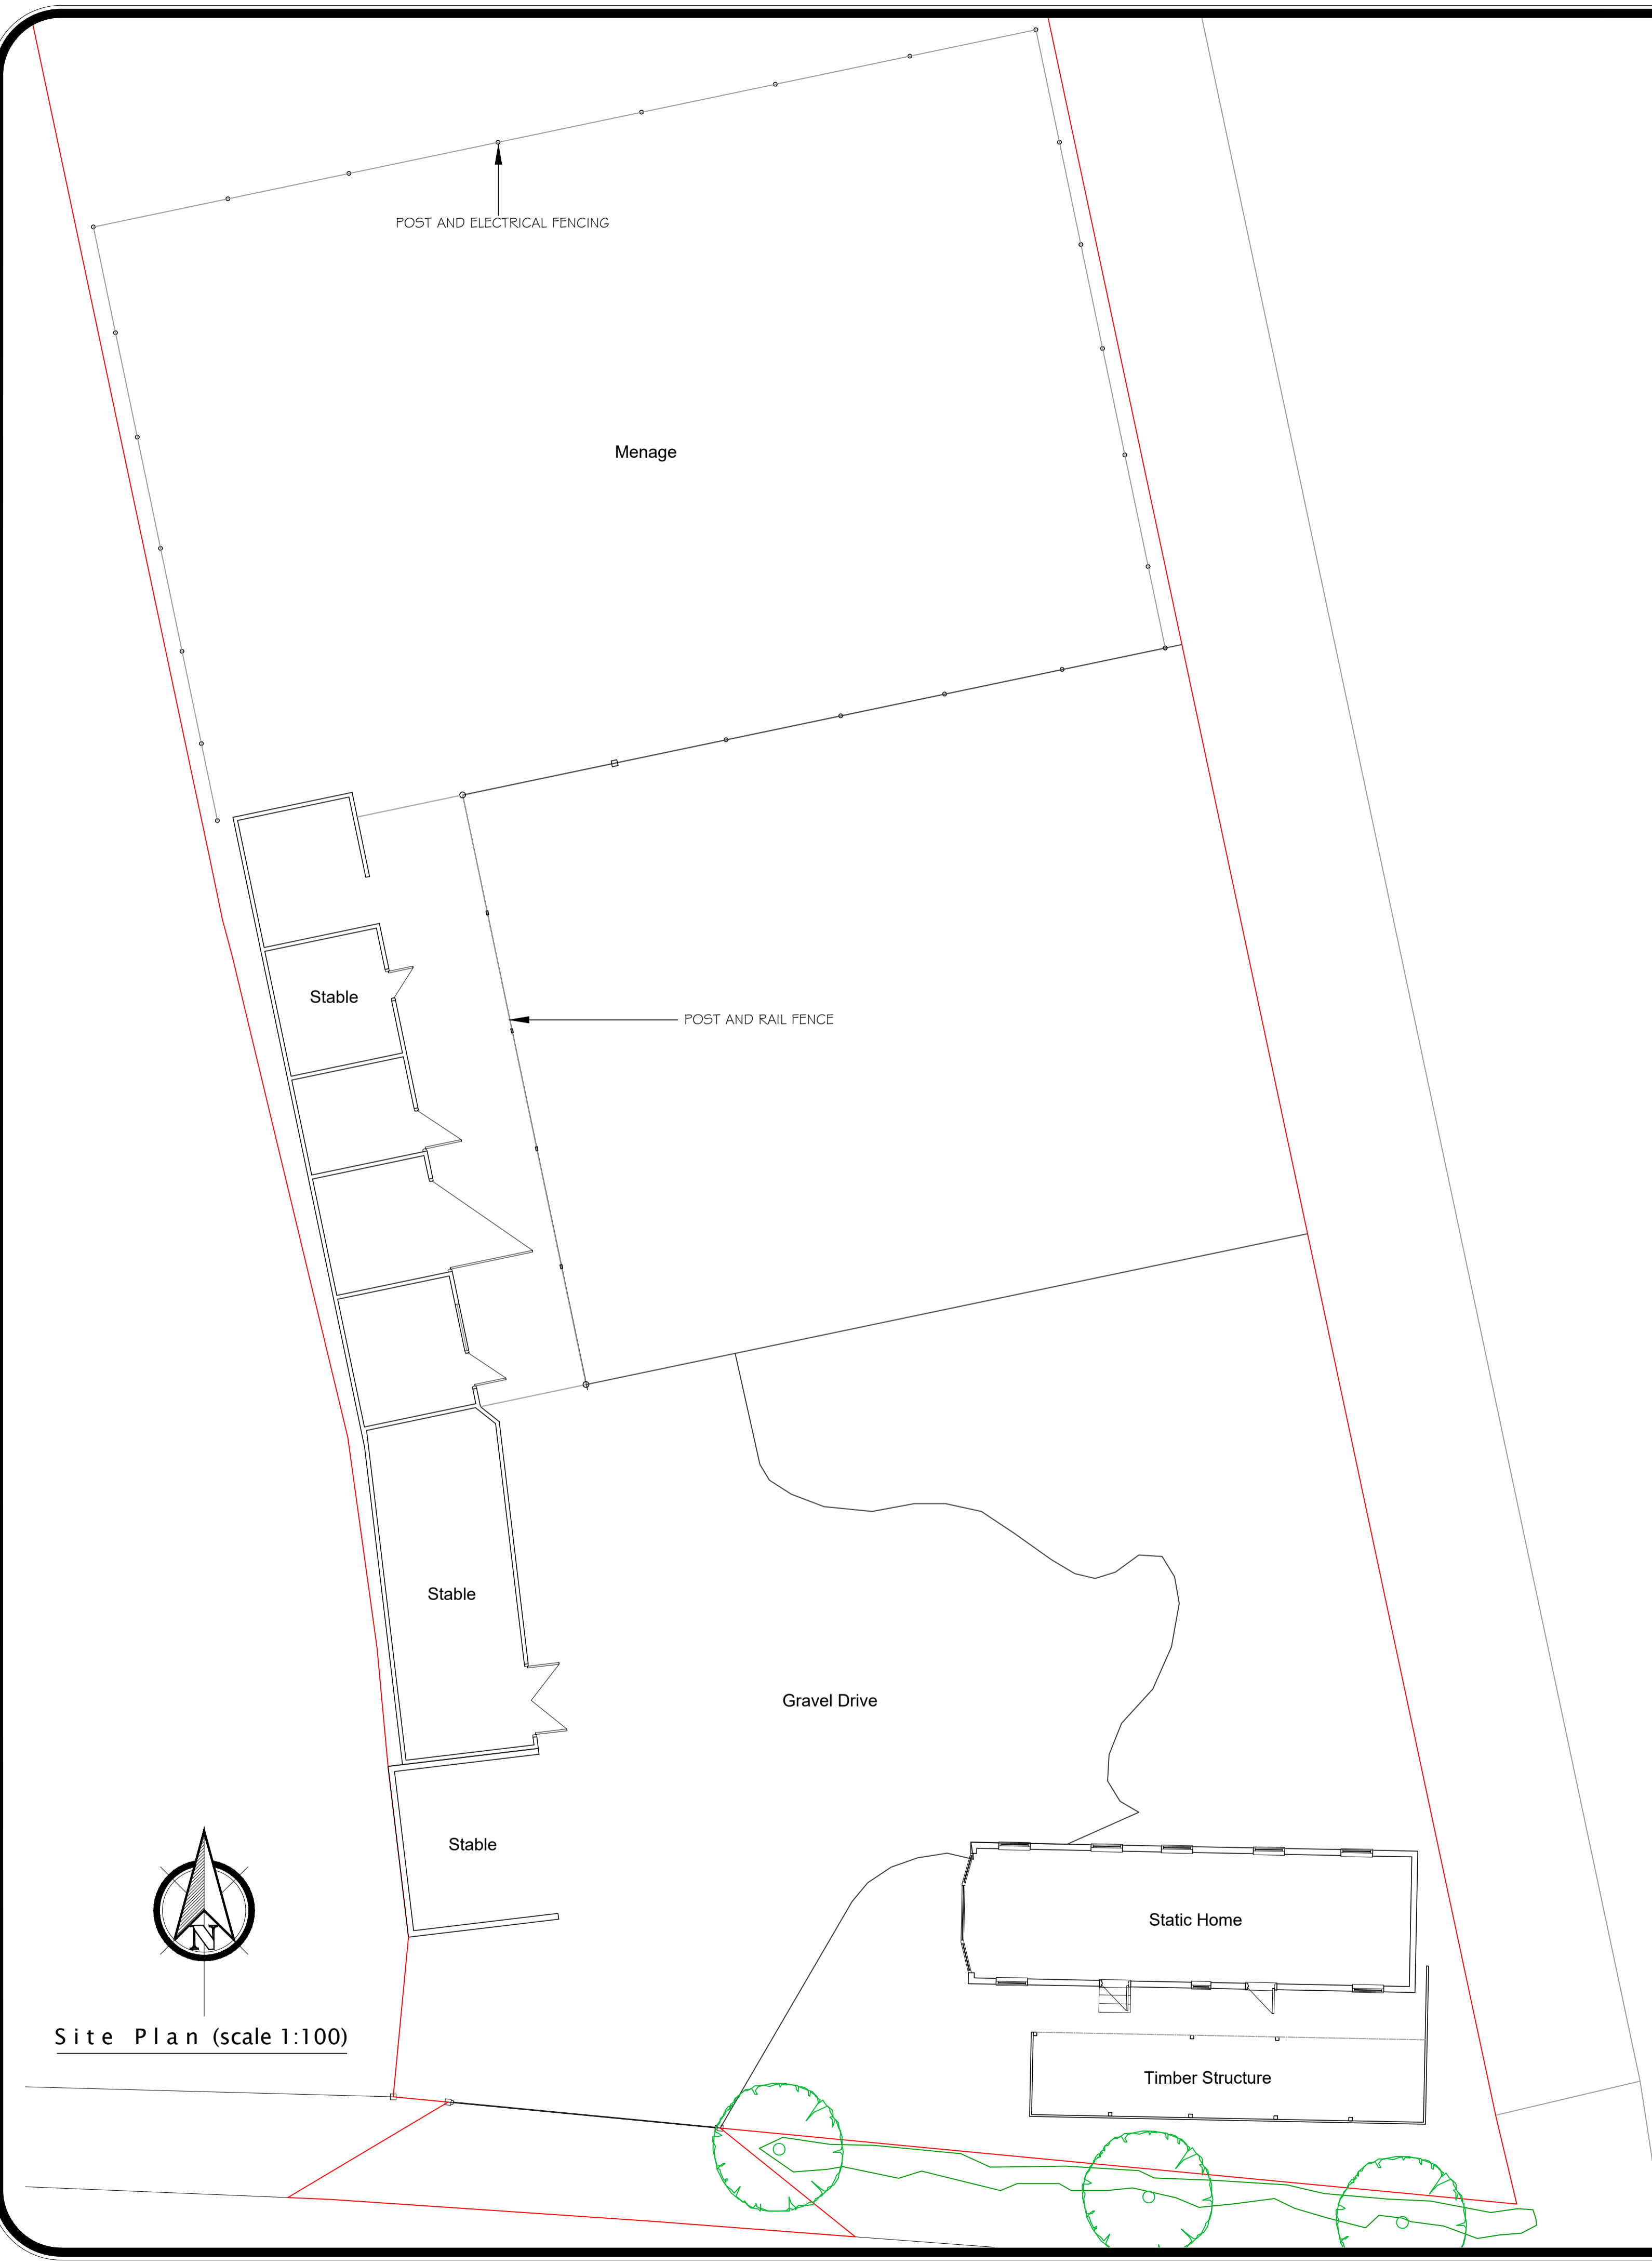 POST AND ELECTRICAL FENCING
Menage
Stable
POST AND RAIL FENCE
Stable
Gravel Drive
Stable
Static Home
N
Site Plan (scale 1:100)
Timber Structure